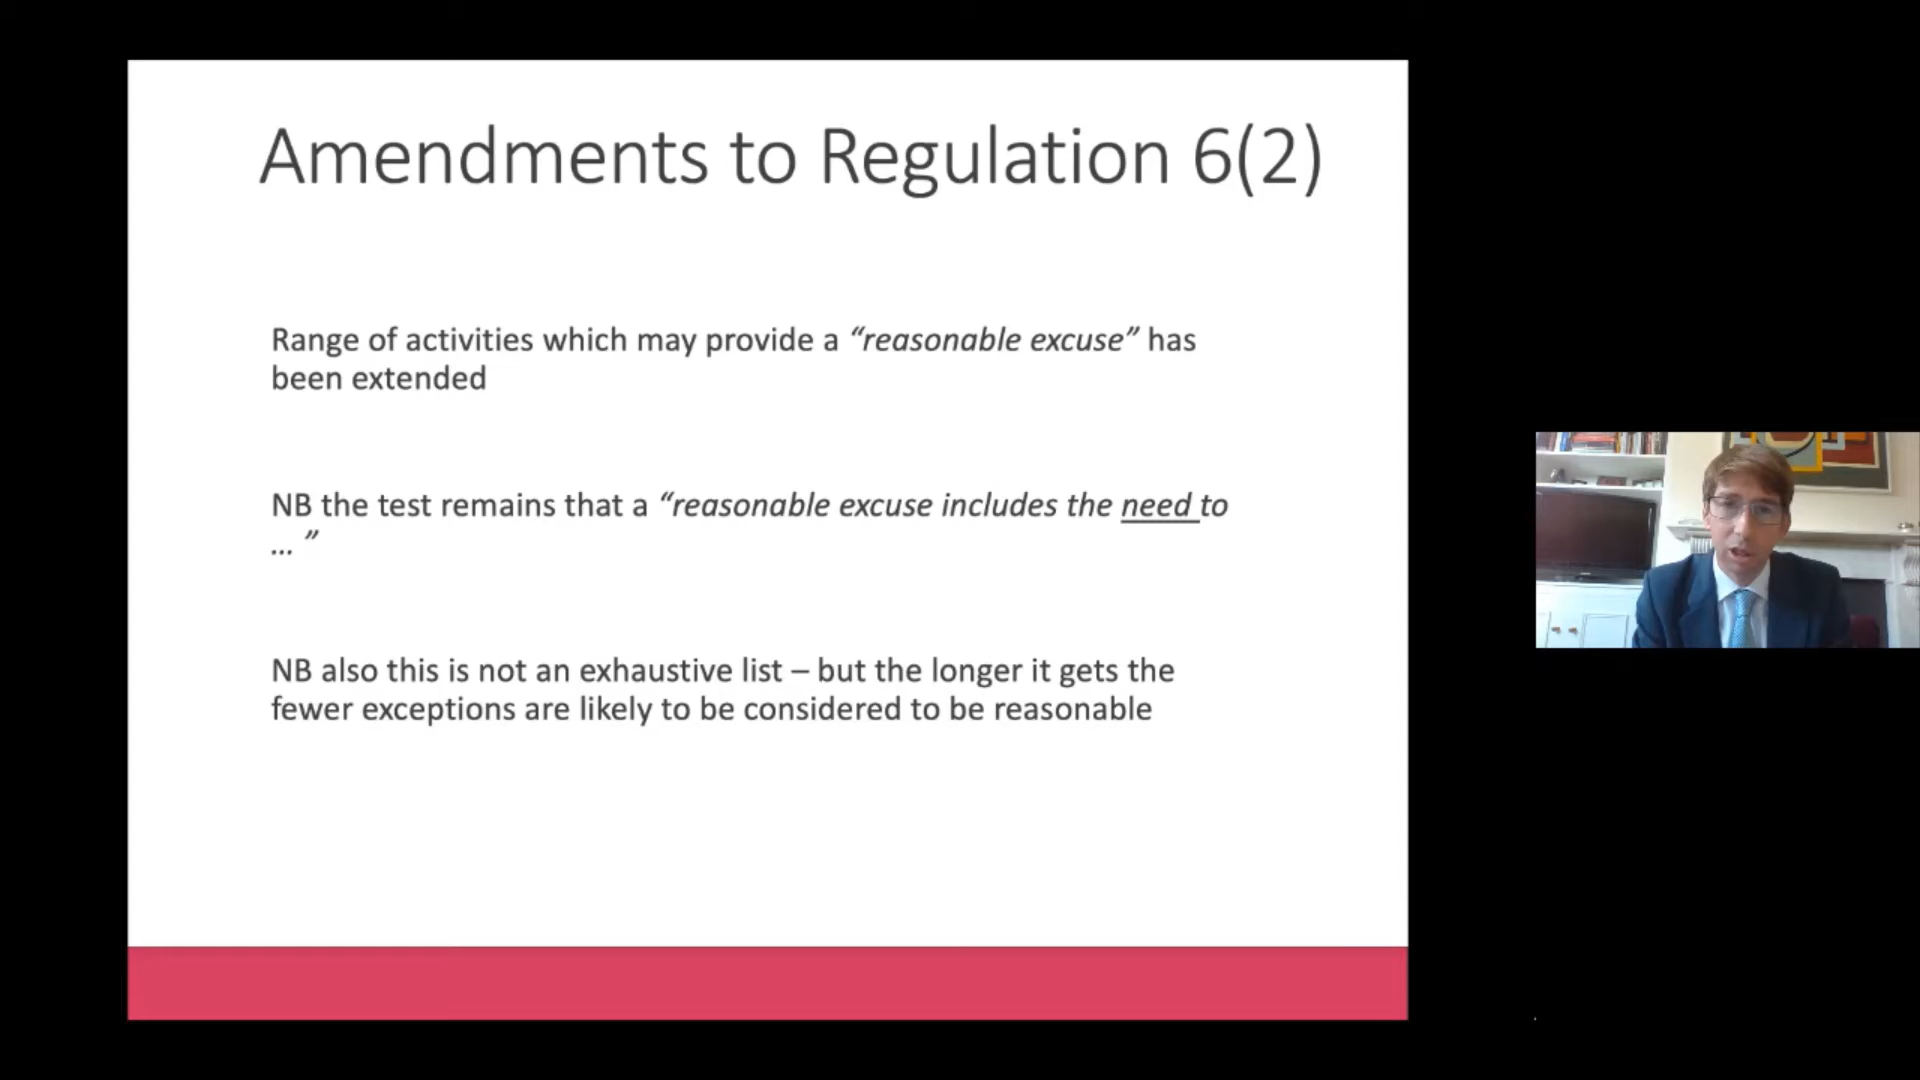 Amendments to Regulation 6(2)
Range of activities which may provide a “reasonable excuse” has
been extended
NB the test remains that a “reasonable excuse includes the need to
… ”
NB also this is not an exhaustive list – but the longer it gets the
fewer exceptions are likely to be considered to be reasonable